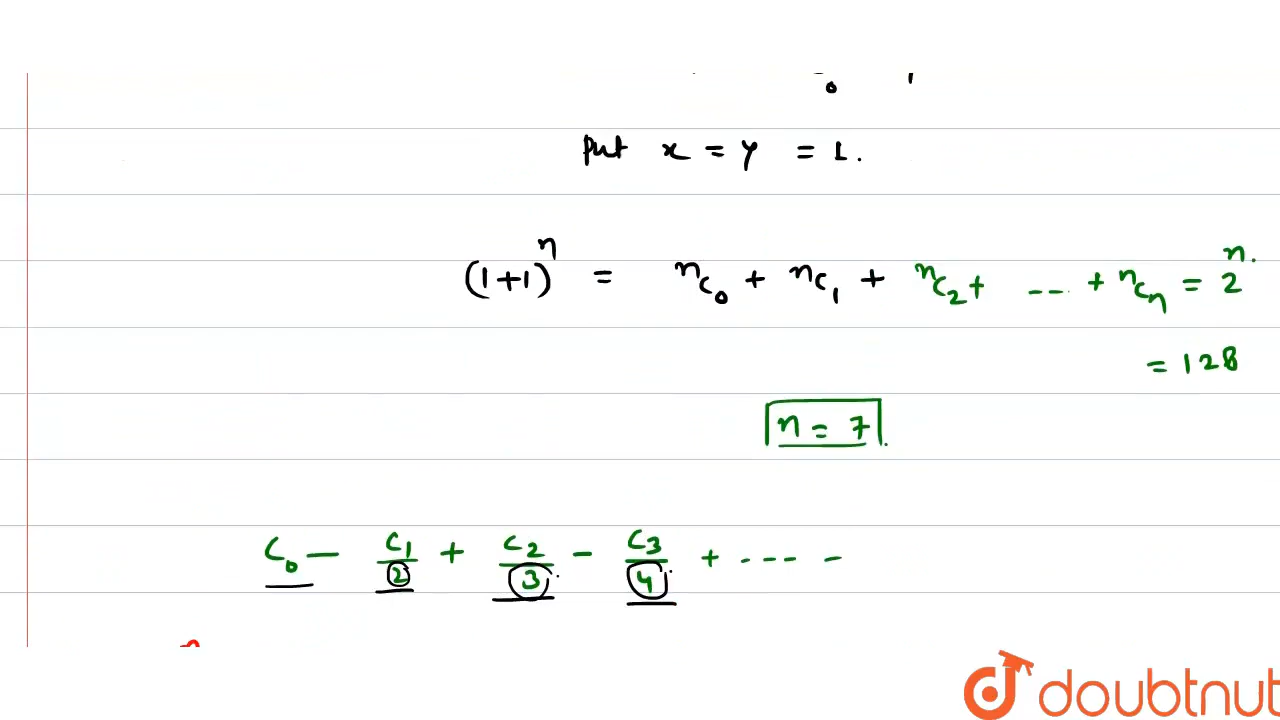 Put x = y = 1.
(1+1)^n = ⁿC₀ + ⁿC₁ + ⁿC₂ + --- + ⁿCₙ = 2^n.
= 128
n = 7
C₀ - C₁/2 + C₂/3 - C₃/4 + ---- -
doubtnut